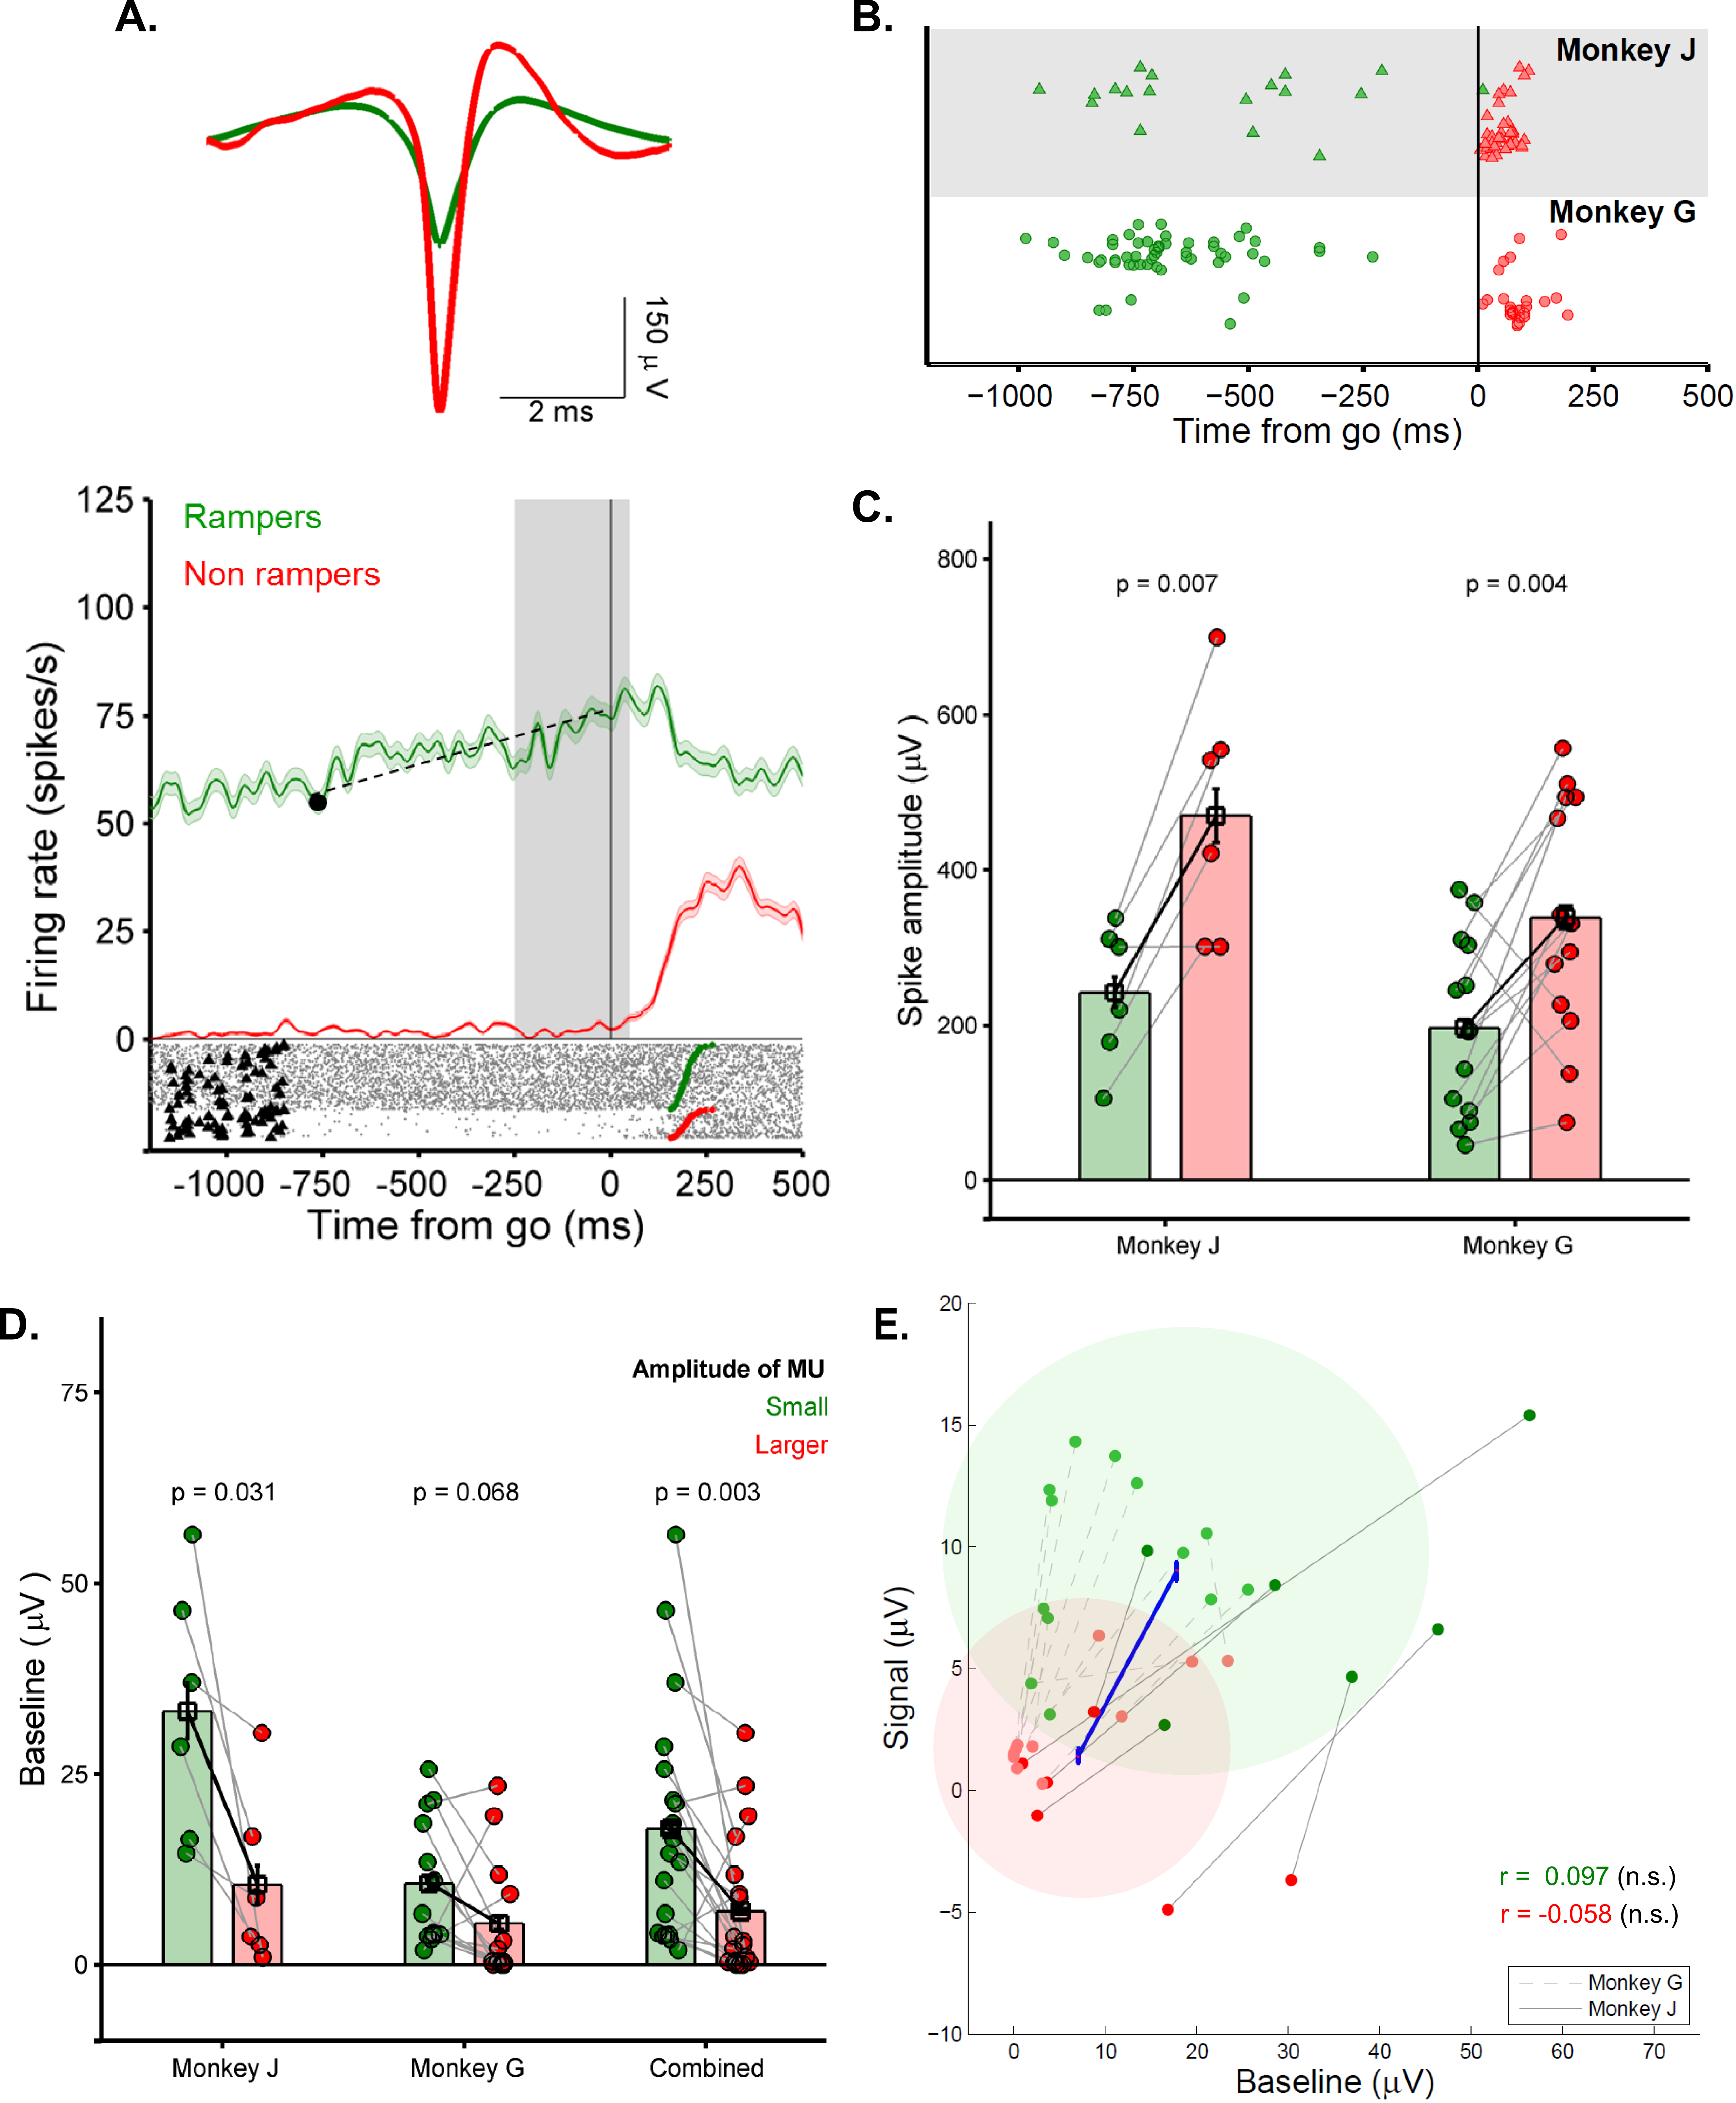 A.
150 μ V
2 ms
125
100
75
50
25
0
Firing rate (spikes/s)
Rampers
Non rampers
-1000 -750 -500 -250 0 250 500
Time from go (ms)
B.
Monkey J
Monkey G
−1000 −750 −500 −250 0 250 500
Time from go (ms)
C.
800
600
400
200
0
Spike amplitude (μV )
p = 0.007 p = 0.004
Monkey J Monkey G
D.
75
50
25
0
Baseline (μV )
Amplitude of MU
Small
Larger
p = 0.031 p = 0.068 p = 0.003
Monkey J Monkey G Combined
E.
20
15
10
5
0
−5
−10
Signal (μV)
r = 0.097 (n.s.)
r = -0.058 (n.s.)
Monkey G
Monkey J
0 10 20 30 40 50 60 70
Baseline (μV)